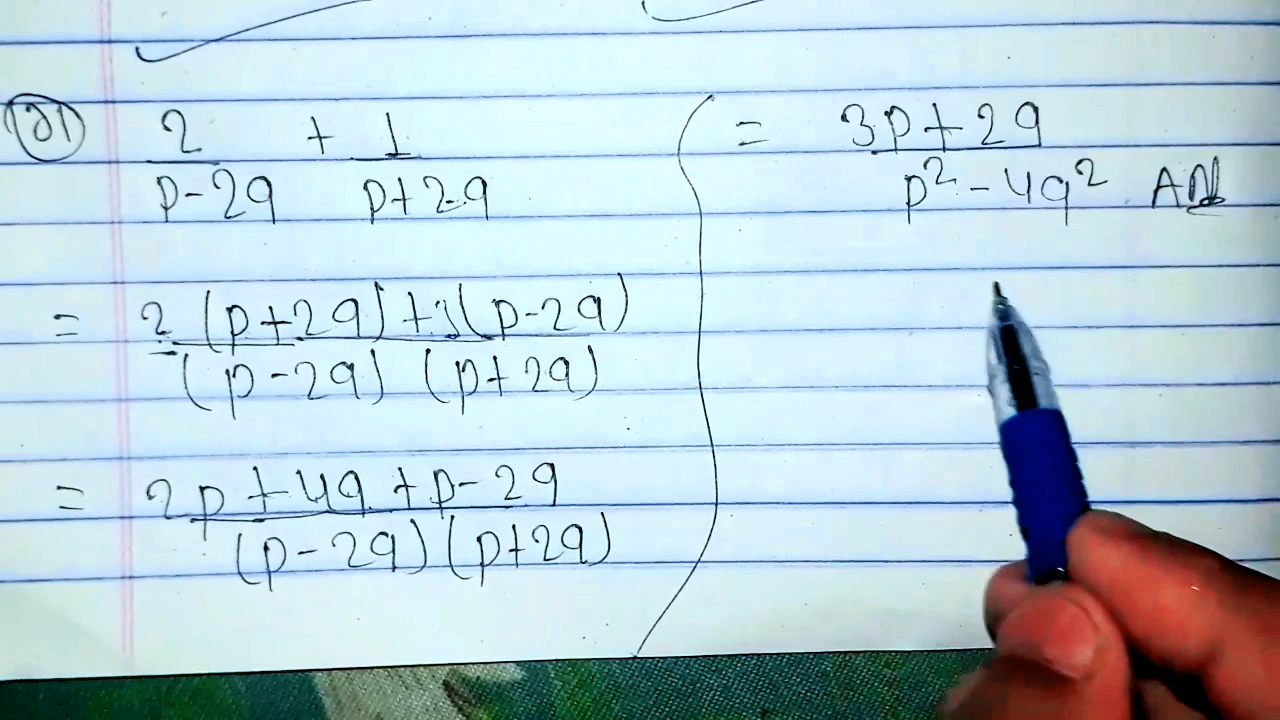 (21) 2/(p-2q) + 1/(p+2q)
= (2(p+2q)+1(p-2q))/((p-2q)(p+2q))
= (2p+4q+p-2q)/((p-2q)(p+2q))
= (3p+2q)/(p²-4q²) Ans